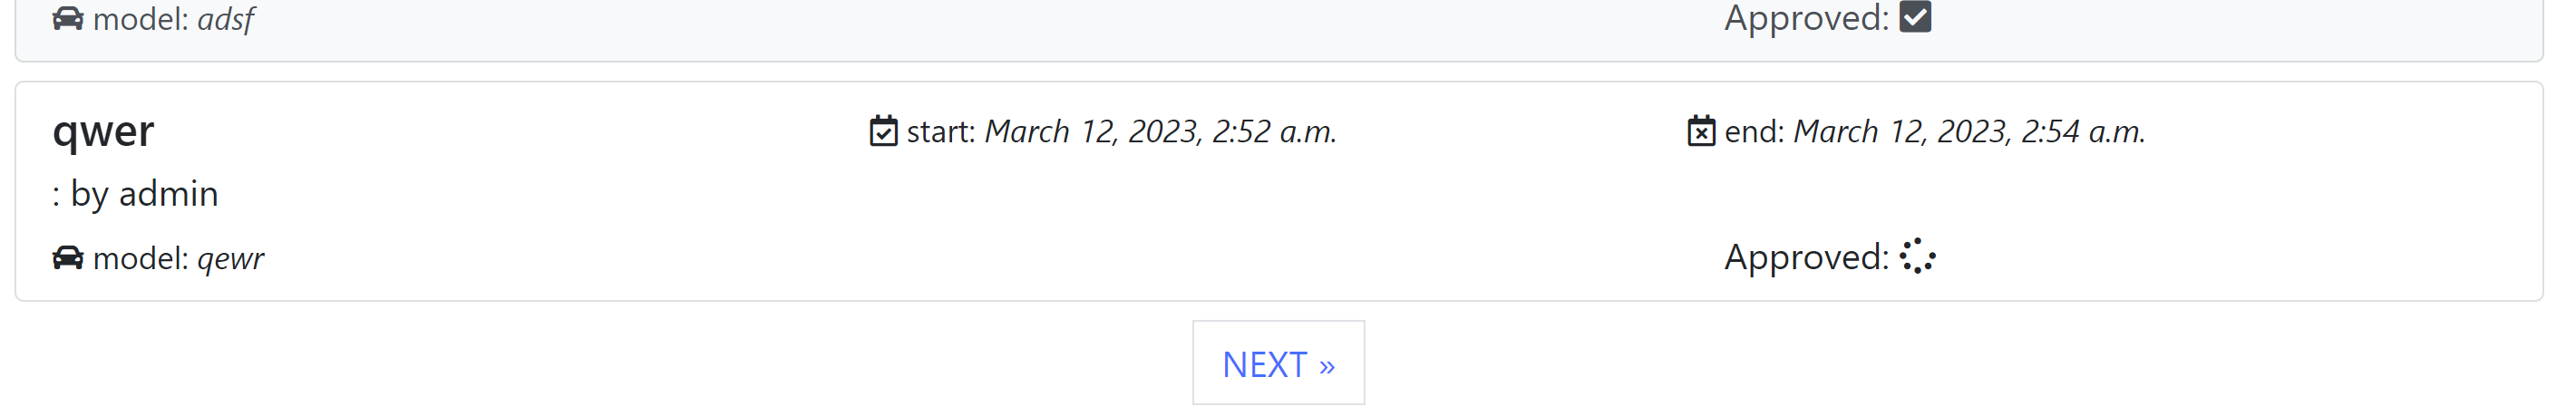 model: adsf Approved:
qwer start: March 12, 2023, 2:52 a.m. end: March 12, 2023, 2:54 a.m.
: by admin
model: qewr Approved:
NEXT »